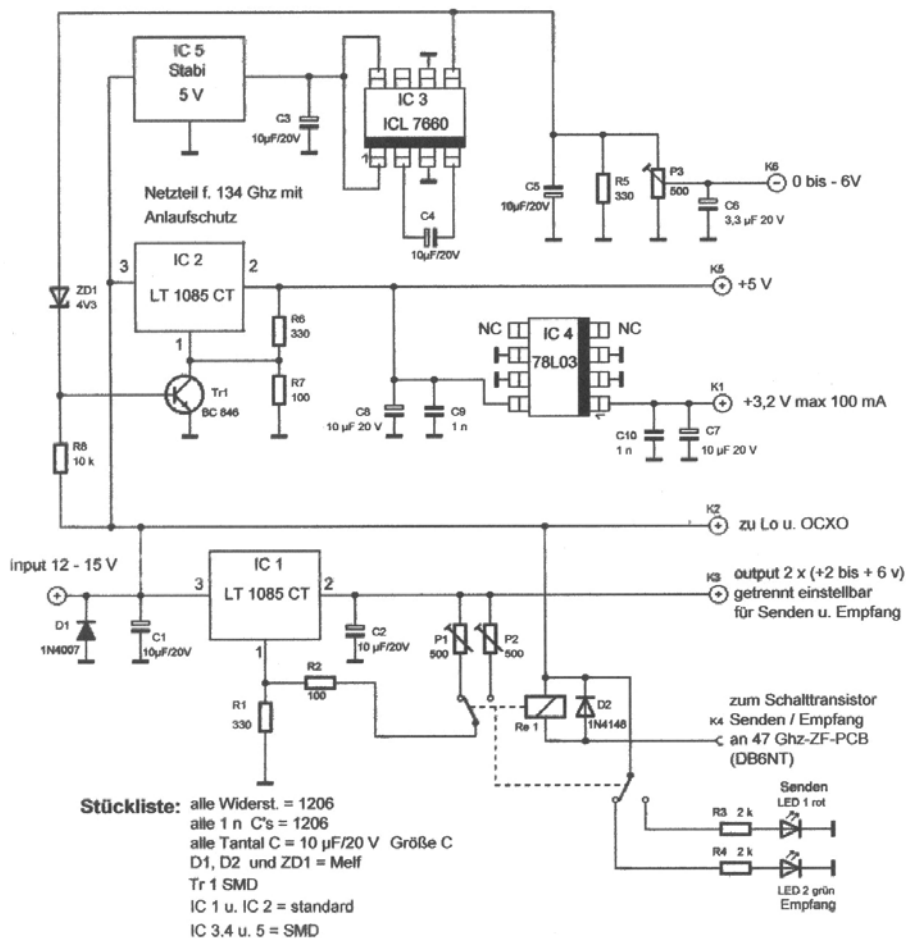 IC 5
Stabi
5 V
C3
10µF/20V
IC 3
ICL 7660
C4
10µF/20V
C5
10µF/20V
R5
330
P3
500
K6
0 bis - 6V
C6
3,3 µF 20 V
Netzteil f. 134 Ghz mit
Anlaufschutz
3
IC 2
2
LT 1085 CT
1
ZD1
4V3
R6
330
R7
100
Tr1
BC 846
K5
+5 V
NC
IC 4
NC
78L03
K1
+3,2 V max 100 mA
C8
10 µF 20 V
C9
1 n
C10
1 n
C7
10 µF 20 V
R8
10 k
K2
zu Lo u. OCXO
input 12 - 15 V
3
IC 1
2
LT 1085 CT
1
K3
output 2 x (+2 bis + 6 v)
getrennt einstellbar
für Senden u. Empfang
D1
1N4007
C1
10µF/20V
C2
10 µF/20V
P1
500
P2
500
R2
100
R1
330
Re 1
D2
1N4148
K4
zum Schalttransistor
Senden / Empfang
an 47 Ghz-ZF-PCB
(DB6NT)
Senden
LED 1 rot
R3 2 k
R4 2 k
LED 2 grün
Empfang
Stückliste: alle Widerst. = 1206
alle 1 n C's = 1206
alle Tantal C = 10 µF/20 V Größe C
D1, D2 und ZD1 = Melf
Tr 1 SMD
IC 1 u. IC 2 = standard
IC 3,4 u. 5 = SMD